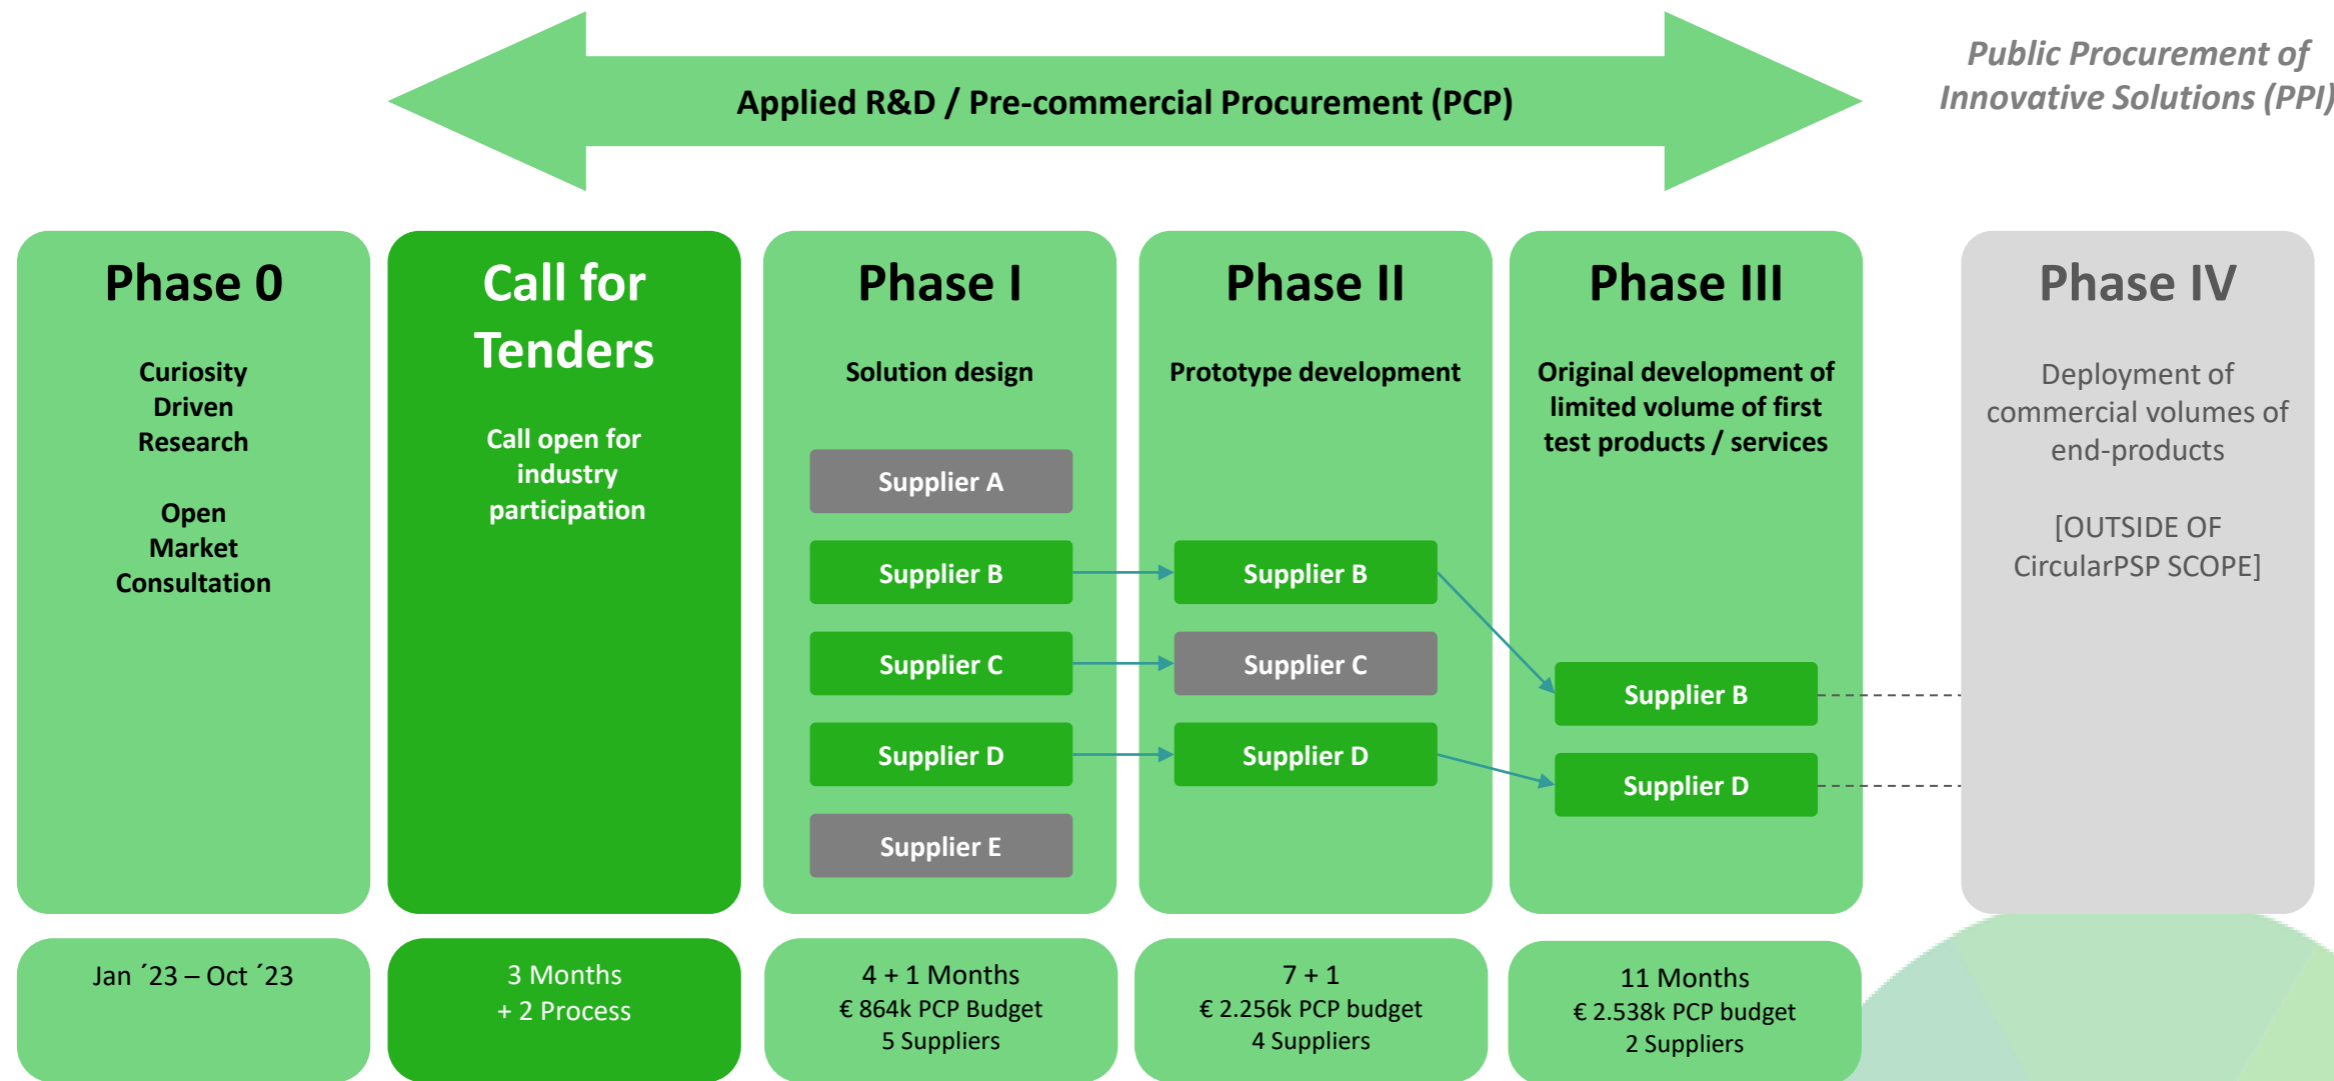 Applied R&D / Pre-commercial Procurement (PCP)
Public Procurement of
Innovative Solutions (PPI)
Phase 0
Curiosity
Driven
Research
Open
Market
Consultation
Jan ´23 – Oct ´23
Call for
Tenders
Call open for
industry
participation
3 Months
+ 2 Process
Phase I
Solution design
Supplier A
Supplier B
Supplier C
Supplier D
Supplier E
4 + 1 Months
€ 864k PCP Budget
5 Suppliers
Phase II
Prototype development
Supplier B
Supplier C
Supplier D
7 + 1
€ 2.256k PCP budget
4 Suppliers
Phase III
Original development of
limited volume of first
test products / services
Supplier B
Supplier D
11 Months
€ 2.538k PCP budget
2 Suppliers
Phase IV
Deployment of
commercial volumes of
end-products
[OUTSIDE OF
CircularPSP SCOPE]